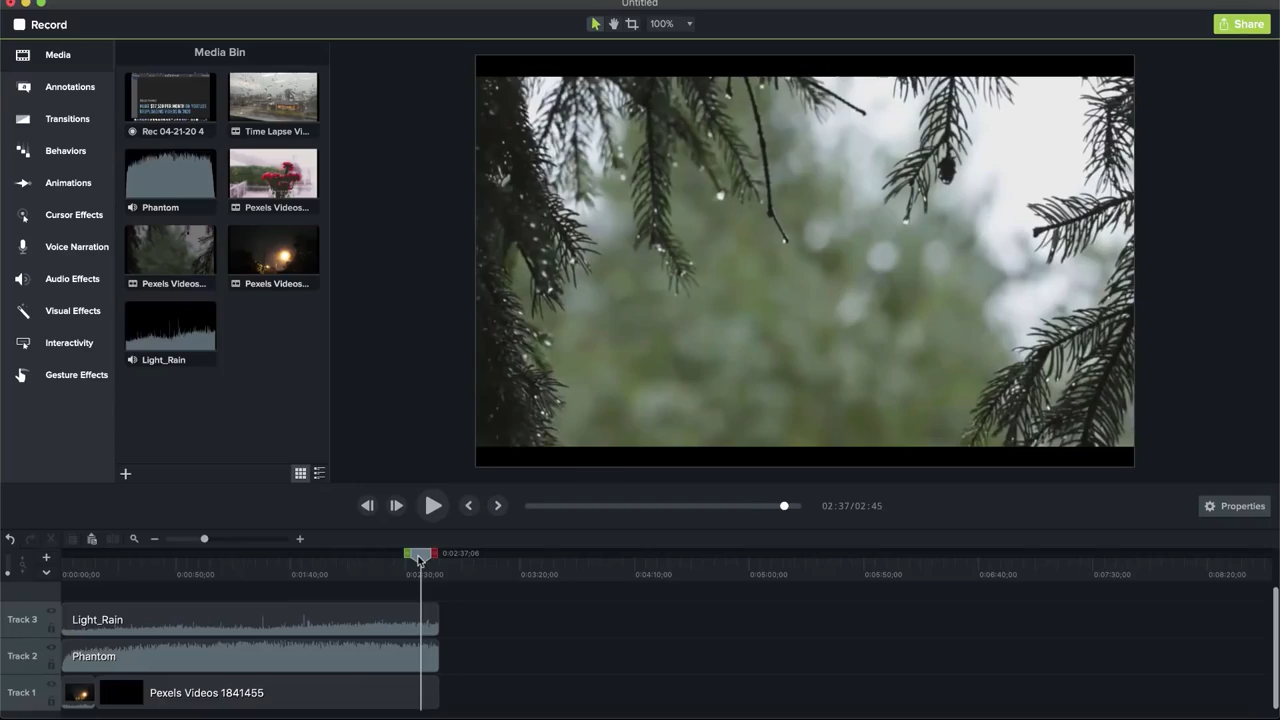 Untitled
Record
100%
Share
Media
Annotations
Transitions
Behaviors
Animations
Cursor Effects
Voice Narration
Audio Effects
Visual Effects
Interactivity
Gesture Effects
Media Bin
Rec 04-21-20 4
Time Lapse Vi...
Phantom
Pexels Videos...
Pexels Videos...
Pexels Videos...
Light_Rain
02:37/02:45
Properties
0:02:37;06
0:00:00;00
0:00:50;00
0:01:40;00
0:02:30;00
0:03:20;00
0:04:10;00
0:05:00;00
0:05:50;00
0:06:40;00
0:07:30;00
0:08:20;00
Track 3
Light_Rain
Track 2
Phantom
Track 1
Pexels Videos 1841455